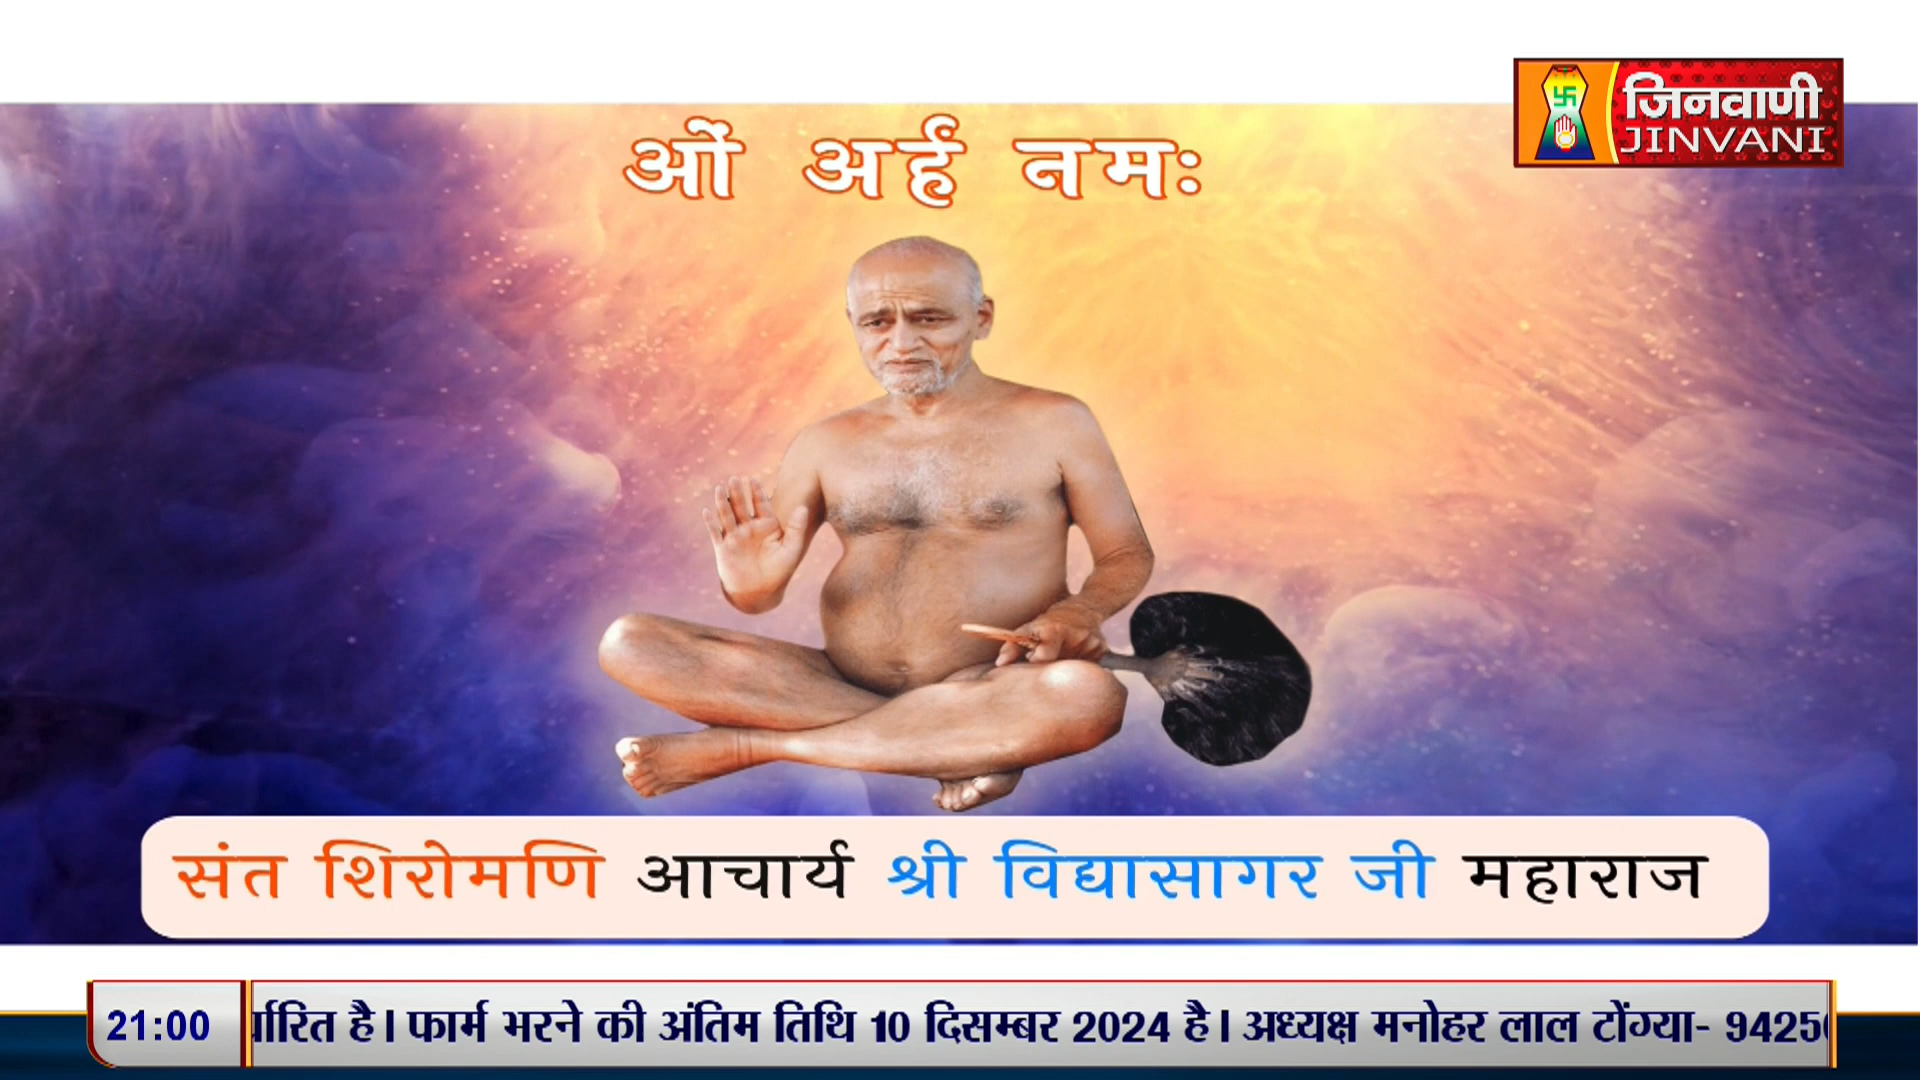 ओं अर्हं नमः
जिनवाणी
JINVANI
संत शिरोमणि आचार्य श्री विद्यासागर जी महाराज
21:00 है। फार्म भरने की अंतिम तिथि 10 दिसम्बर 2024 है। अध्यक्ष मनोहर लाल टोंग्या- 9425